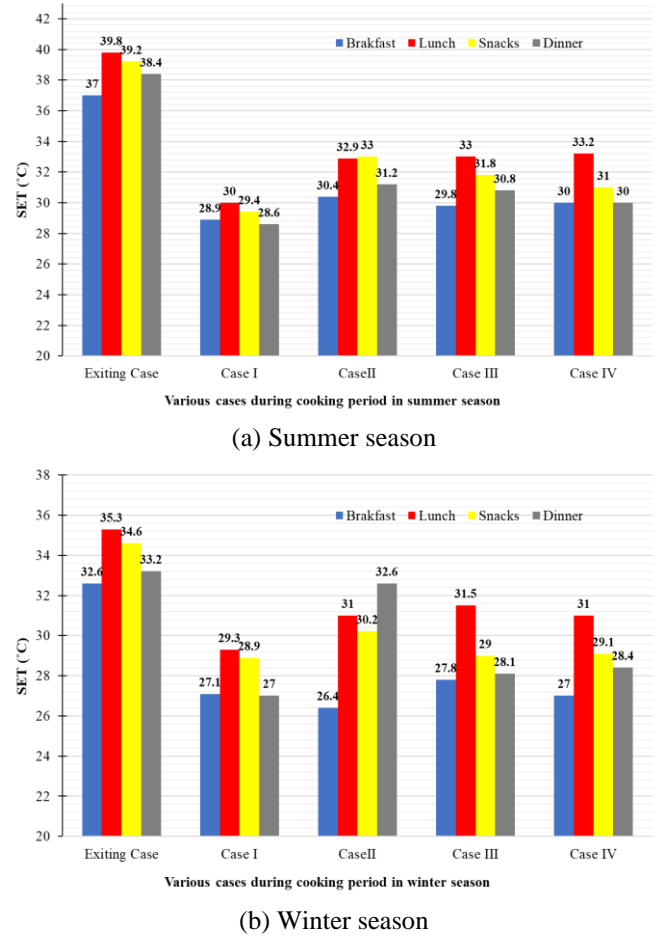 42
40
38
36
34
32
30
28
26
24
22
20
SET (˚C)
Brakfast Lunch Snacks Dinner
37 39.8 39.2 38.4
28.9 30 29.4 28.6
30.4 32.9 33 31.2
29.8 33 31.8 30.8
30 33.2 31 30
Exiting Case Case I CaseII Case III Case IV
Various cases during cooking period in summer season
(a) Summer season
38
36
34
32
30
28
26
24
22
20
SET (˚C)
Brakfast Lunch Snacks Dinner
32.6 35.3 34.6 33.2
27.1 29.3 28.9 27
26.4 31 30.2 32.6
27.8 31.5 29 28.1
27 31 29.1 28.4
Exiting Case Case I CaseII Case III Case IV
Various cases during cooking period in winter season
(b) Winter season